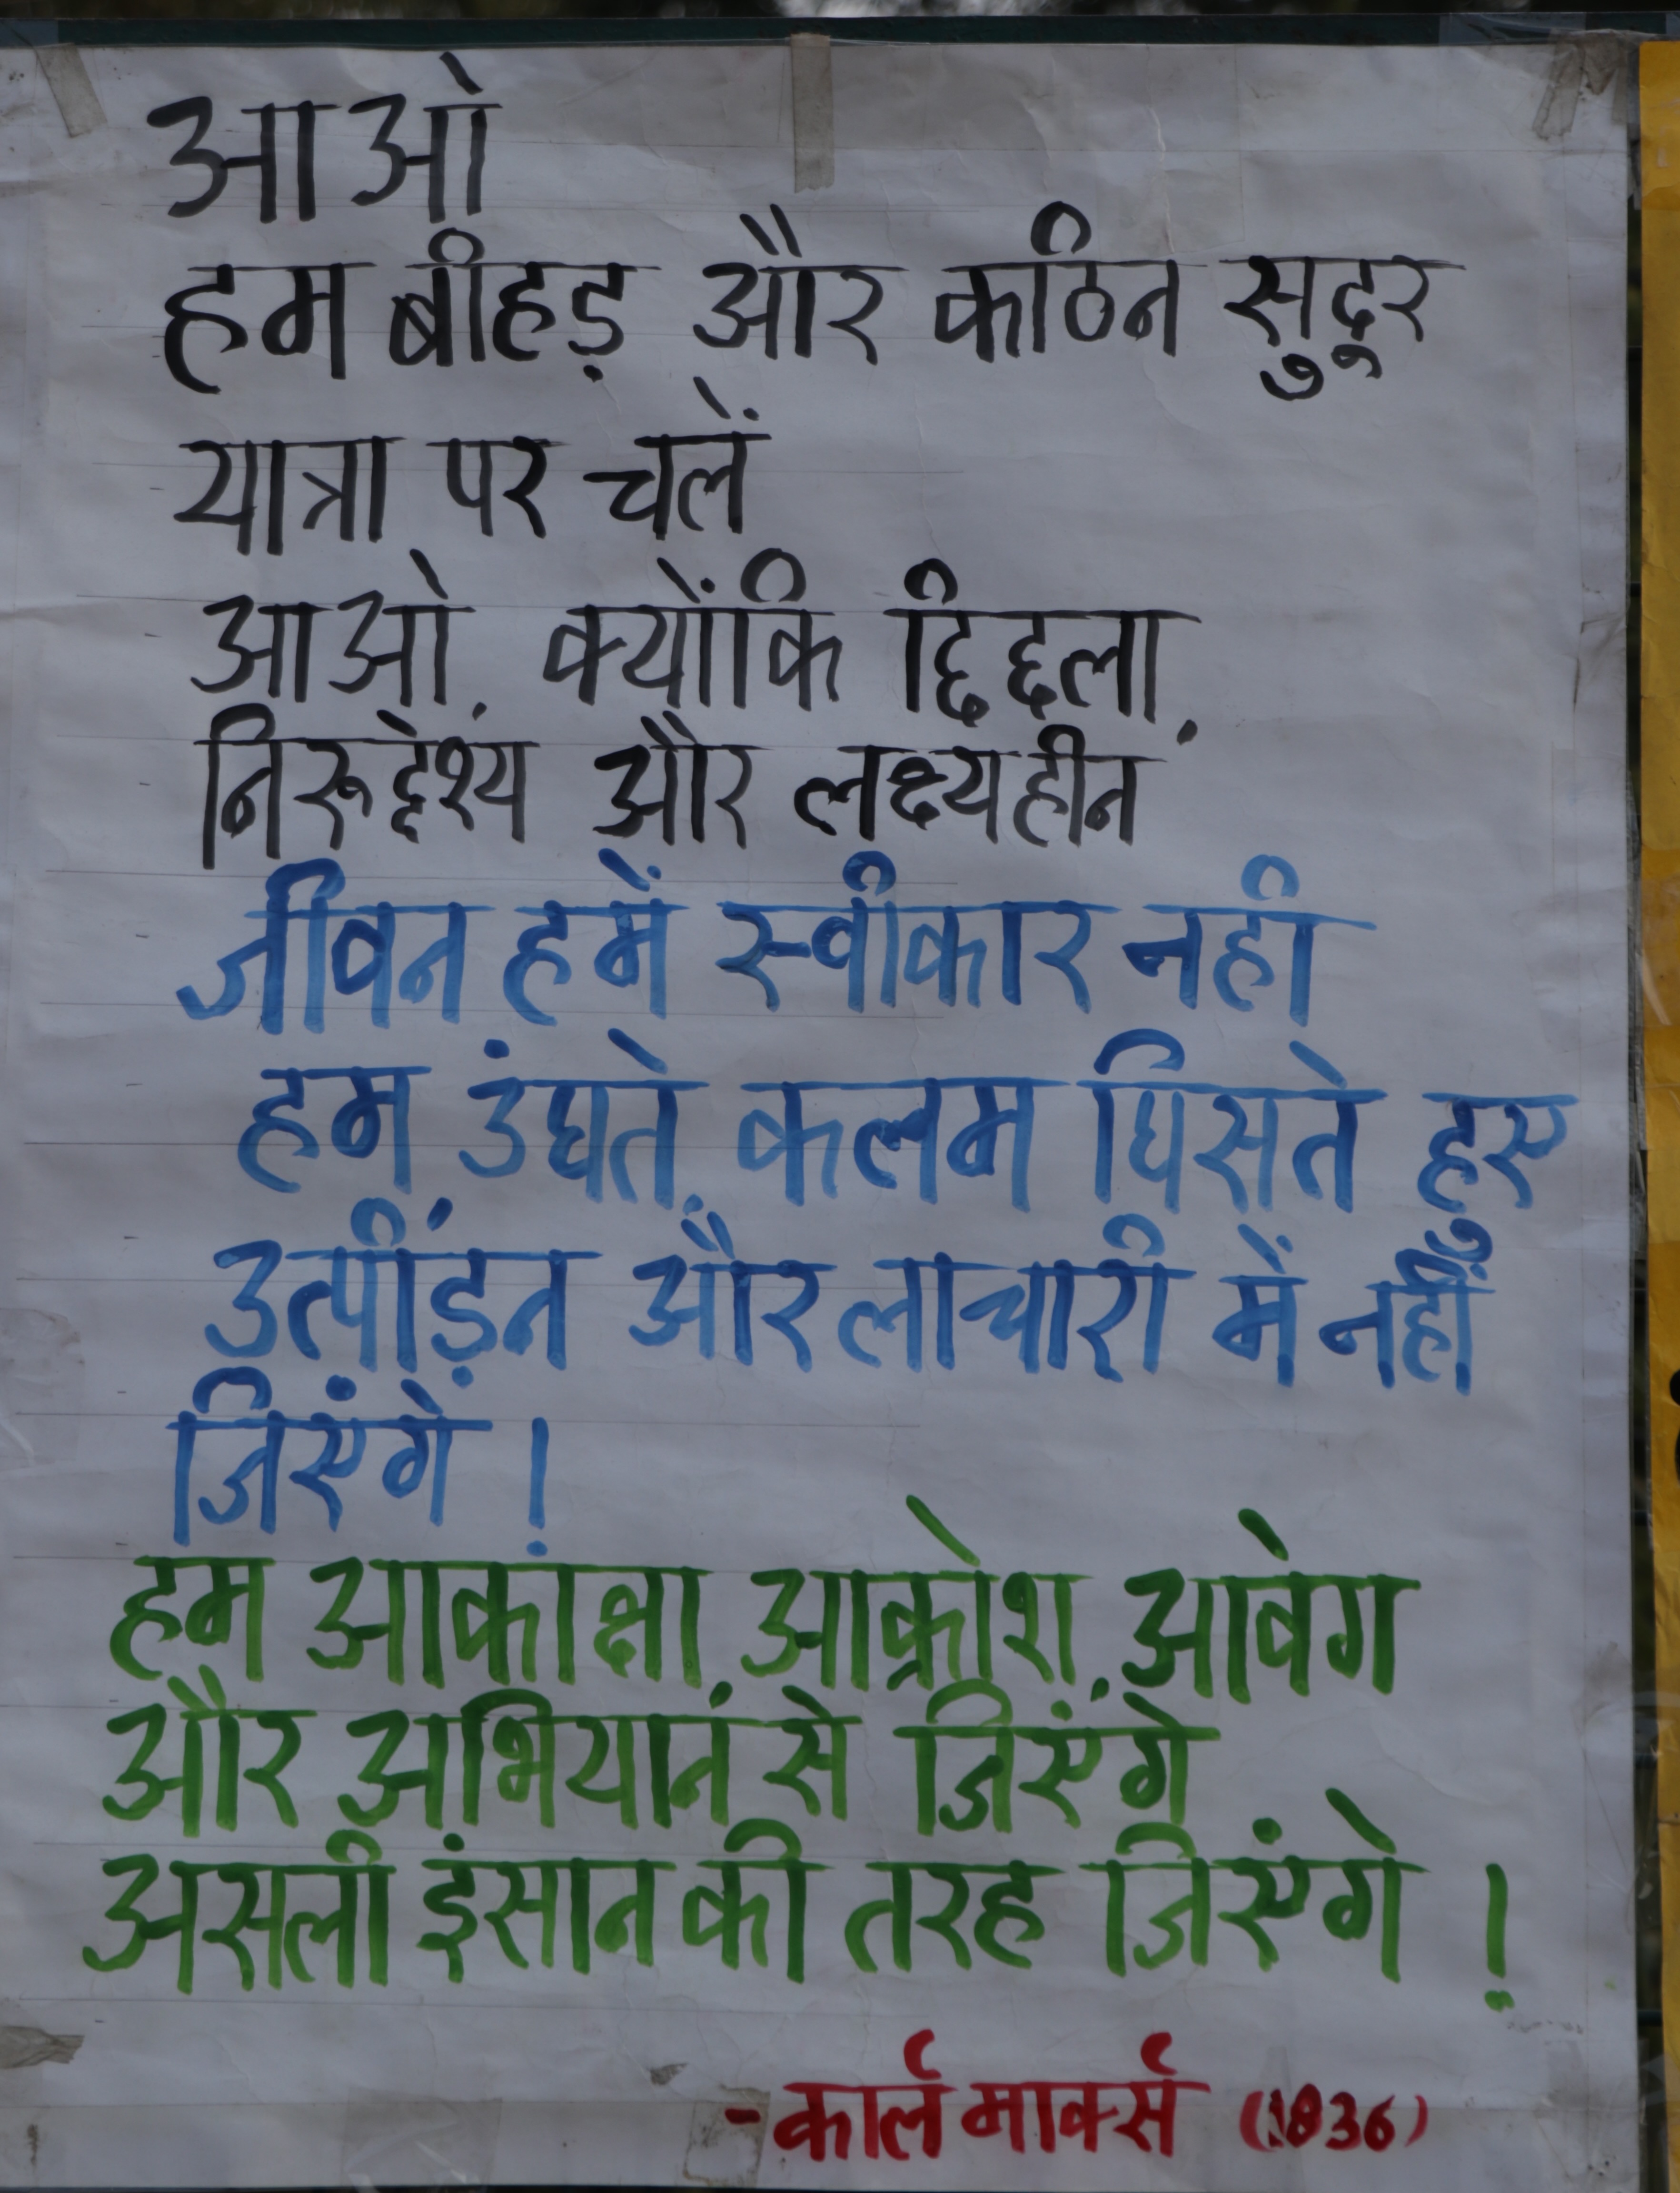 आओ
हम बीहड़ और कठिन सुदूर
यात्रा पर चलें
आओ, क्योंकि छिछला,
निरूद्देश्य और लक्ष्यहीन
जीवन हमें स्वीकार नही
हम उंघते, कलम घिसते हुए
उत्पीड़न और लाचारी में नहीं
जिएंगे !
हम आकांक्षा, आक्रोश, आवेग
और अभियान से जिएंगे
असली इंसान की तरह जिएंगे !
-कार्ल मार्क्स (1836)